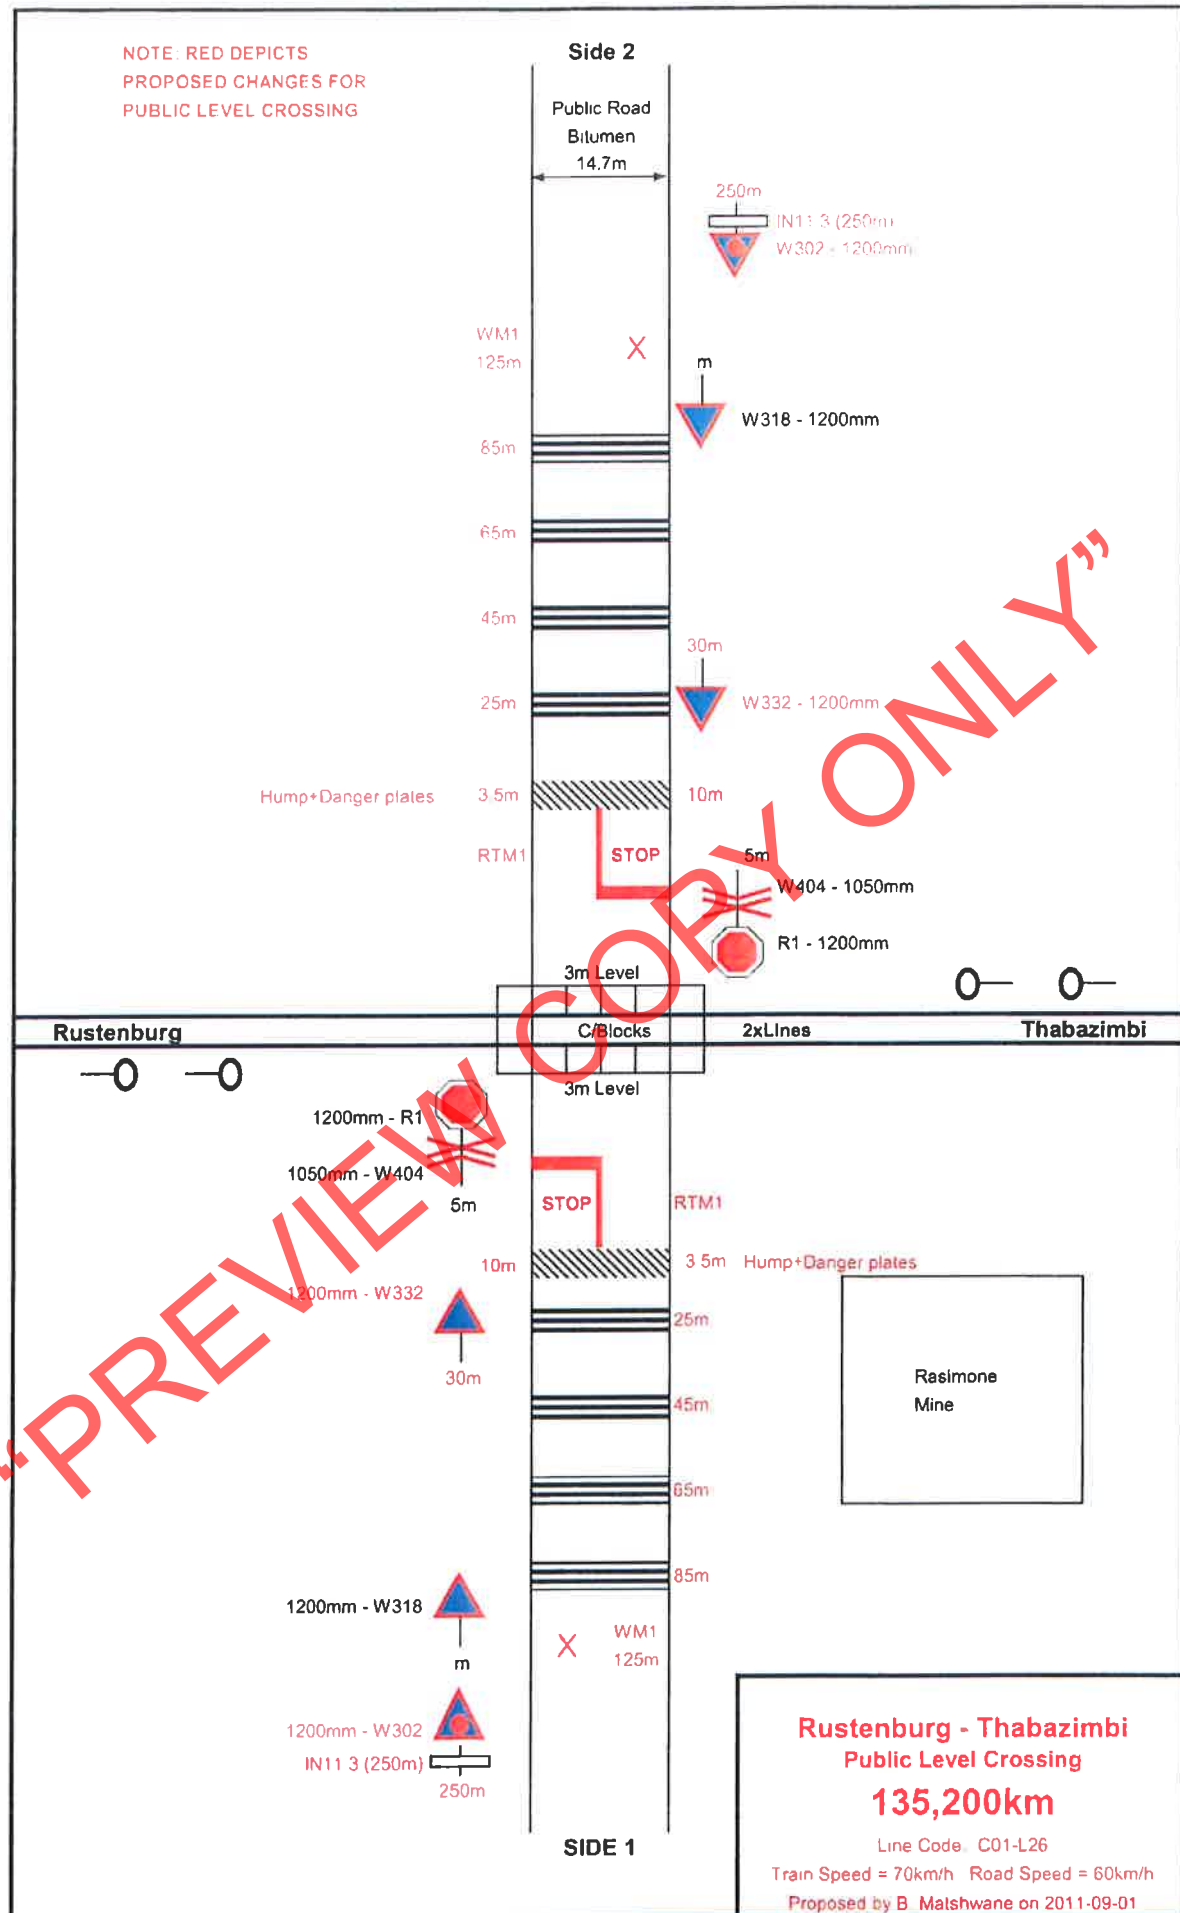 NOTE: RED DEPICTS
PROPOSED CHANGES FOR
PUBLIC LEVEL CROSSING
Side 2
Public Road
Bitumen
14.7m
250m
IN11 3 (250m)
W302 - 1200mm
WM1
125m
X
m
W318 - 1200mm
85m
65m
45m
30m
25m
W332 - 1200mm
Hump+Danger plates
3.5m
10m
RTM1
STOP
5m
W404 - 1050mm
R1 - 1200mm
3m Level
Rustenburg
C/Blocks
2xLines
Thabazimbi
3m Level
1200mm - R1
1050mm - W404
5m
STOP
RTM1
10m
3 5m
Hump+Danger plates
1200mm - W332
25m
30m
45m
Rasimone
Mine
65m
85m
1200mm - W318
m
X
WM1
125m
1200mm - W302
IN11 3 (250m)
250m
SIDE 1
Rustenburg - Thabazimbi
Public Level Crossing
135,200km
Line Code. C01-L26
Train Speed = 70km/h Road Speed = 60km/h
Proposed by B Matshwane on 2011-09-01
“PREVIEW COPY ONLY”